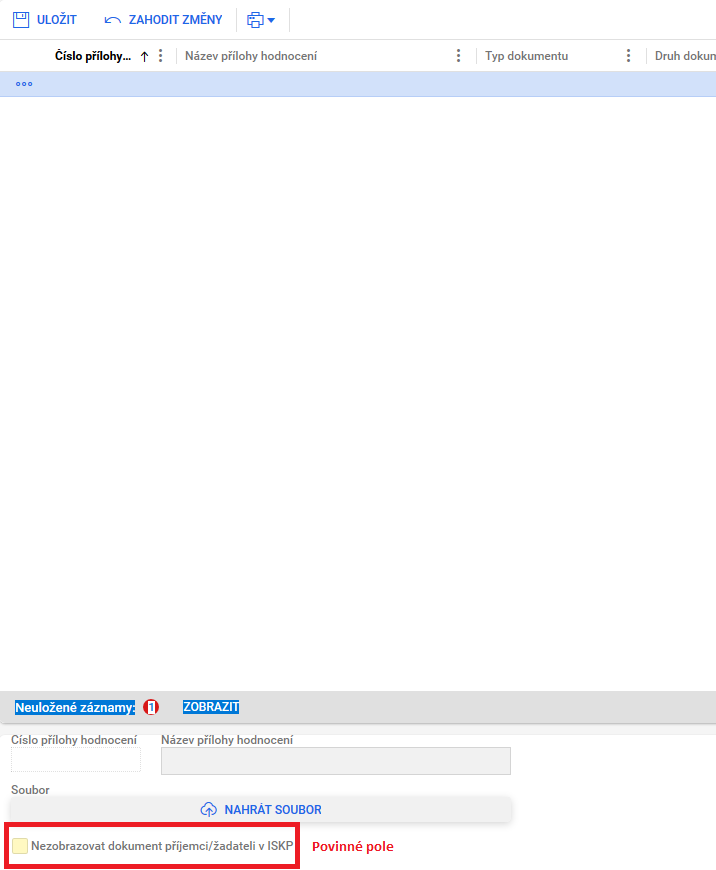 ULOŽIT ZAHODIT ZMĚNY
Číslo přílohy... Název přílohy hodnocení Typ dokumentu Druh dokun
Neuložené záznamy: 1 ZOBRAZIT
Číslo přílohy hodnocení Název přílohy hodnocení
Soubor
NAHRÁT SOUBOR
Nezobrazovat dokument příjemci/žadateli v ISKP Povinné pole